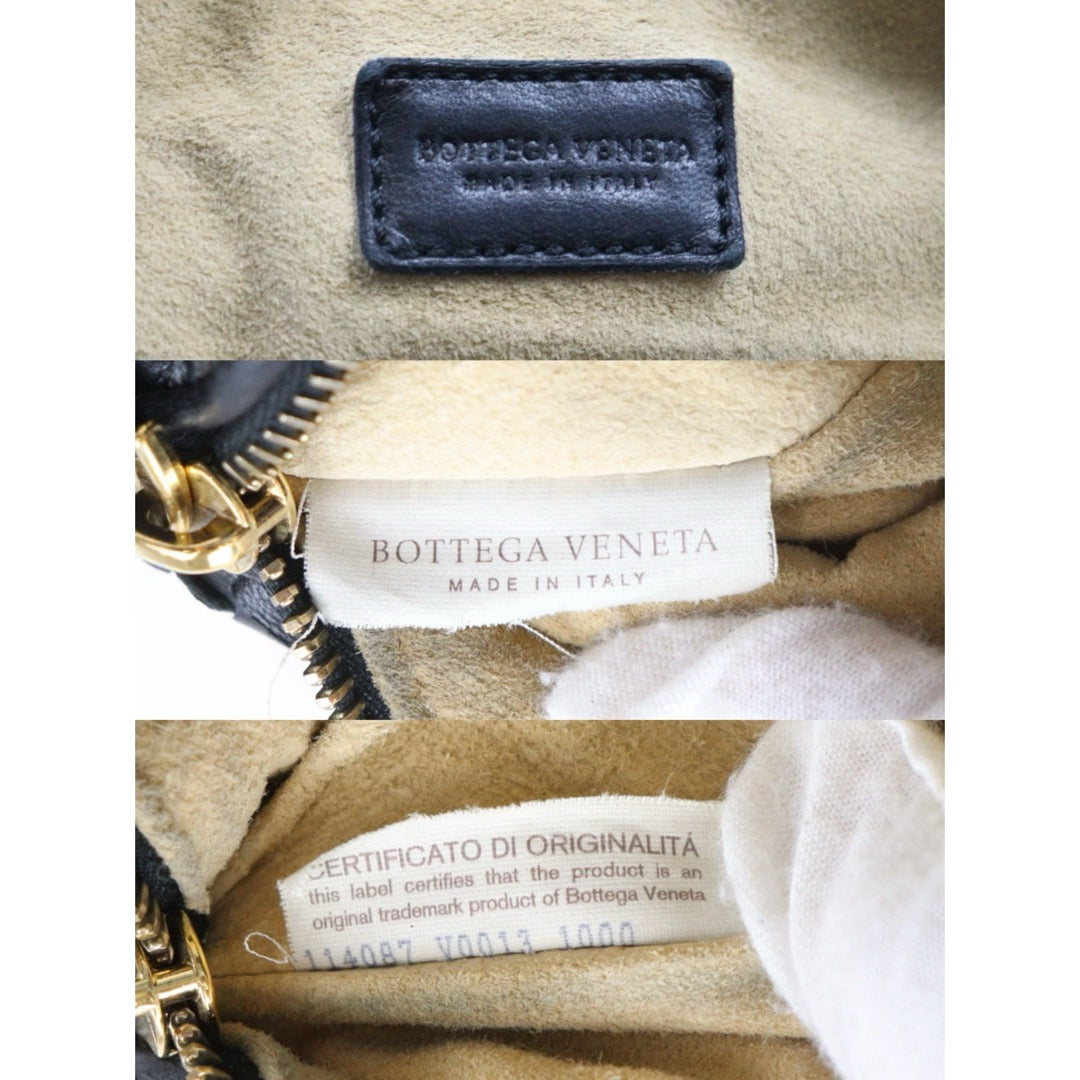 BOTTEGA VENETA
MADE IN ITALY
BOTTEGA VENETA
MADE IN ITALY
CERTIFICATO DI ORIGINALITÁ
this label certifies that the product is an
original trademark product of Bottega Veneta
114087 V0013 1000